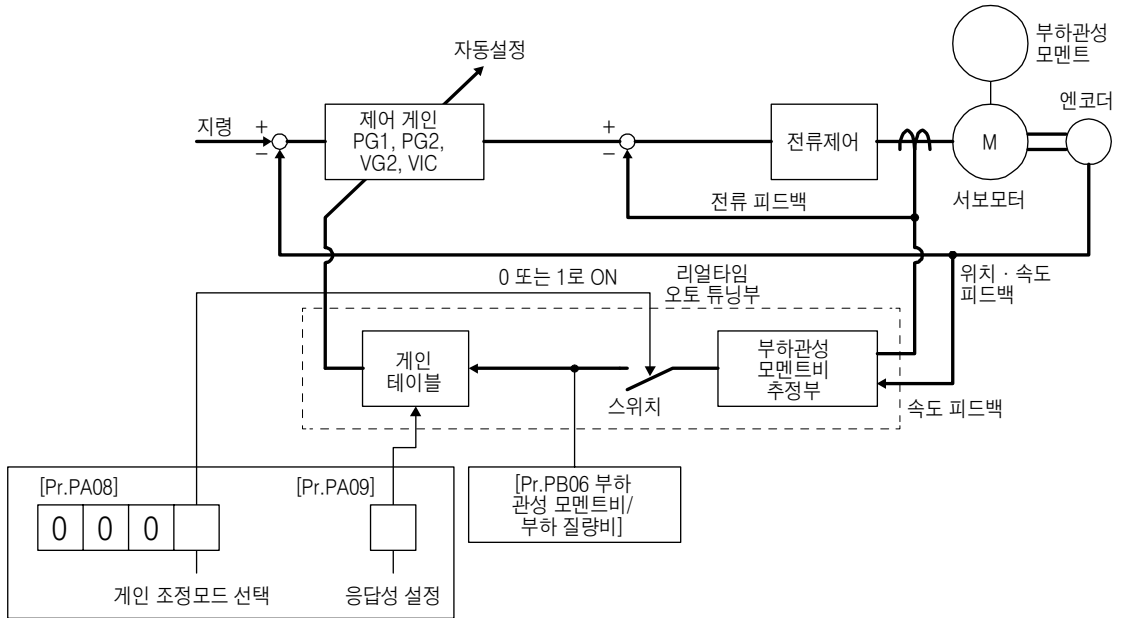 부하관성
모멘트
자동설정
엔코더
지령
+
−
제어 게인
PG1, PG2,
VG2, VIC
+
−
전류제어
M
전류 피드백
서보모터
0 또는 1로 ON
리얼타임
오토 튜닝부
위치 · 속도
피드백
게인
테이블
부하관성
모멘트비
추정부
스위치
속도 피드백
[Pr.PA08]
[Pr.PA09]
[Pr.PB06 부하
관성 모멘트비/
부하 질량비]
0 0 0
게인 조정모드 선택
응답성 설정